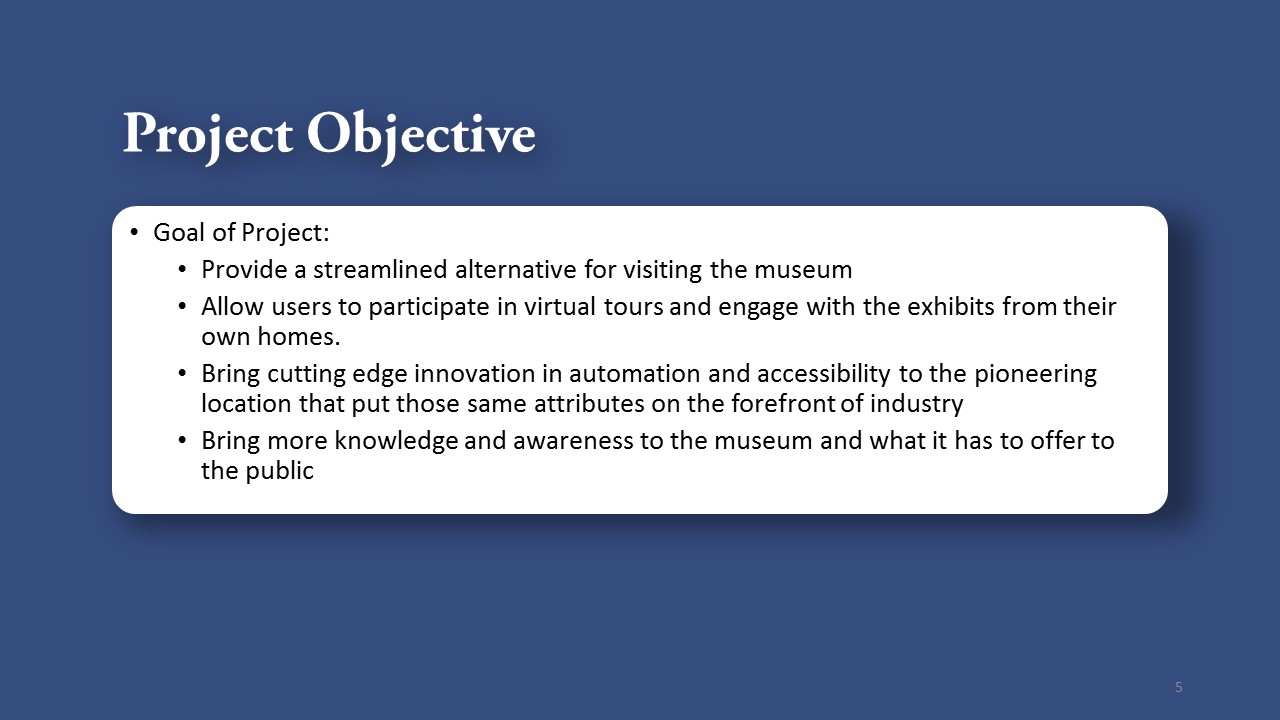 Project Objective
• Goal of Project:
• Provide a streamlined alternative for visiting the museum
• Allow users to participate in virtual tours and engage with the exhibits from their
own homes.
• Bring cutting edge innovation in automation and accessibility to the pioneering
location that put those same attributes on the forefront of industry
• Bring more knowledge and awareness to the museum and what it has to offer to
the public
5